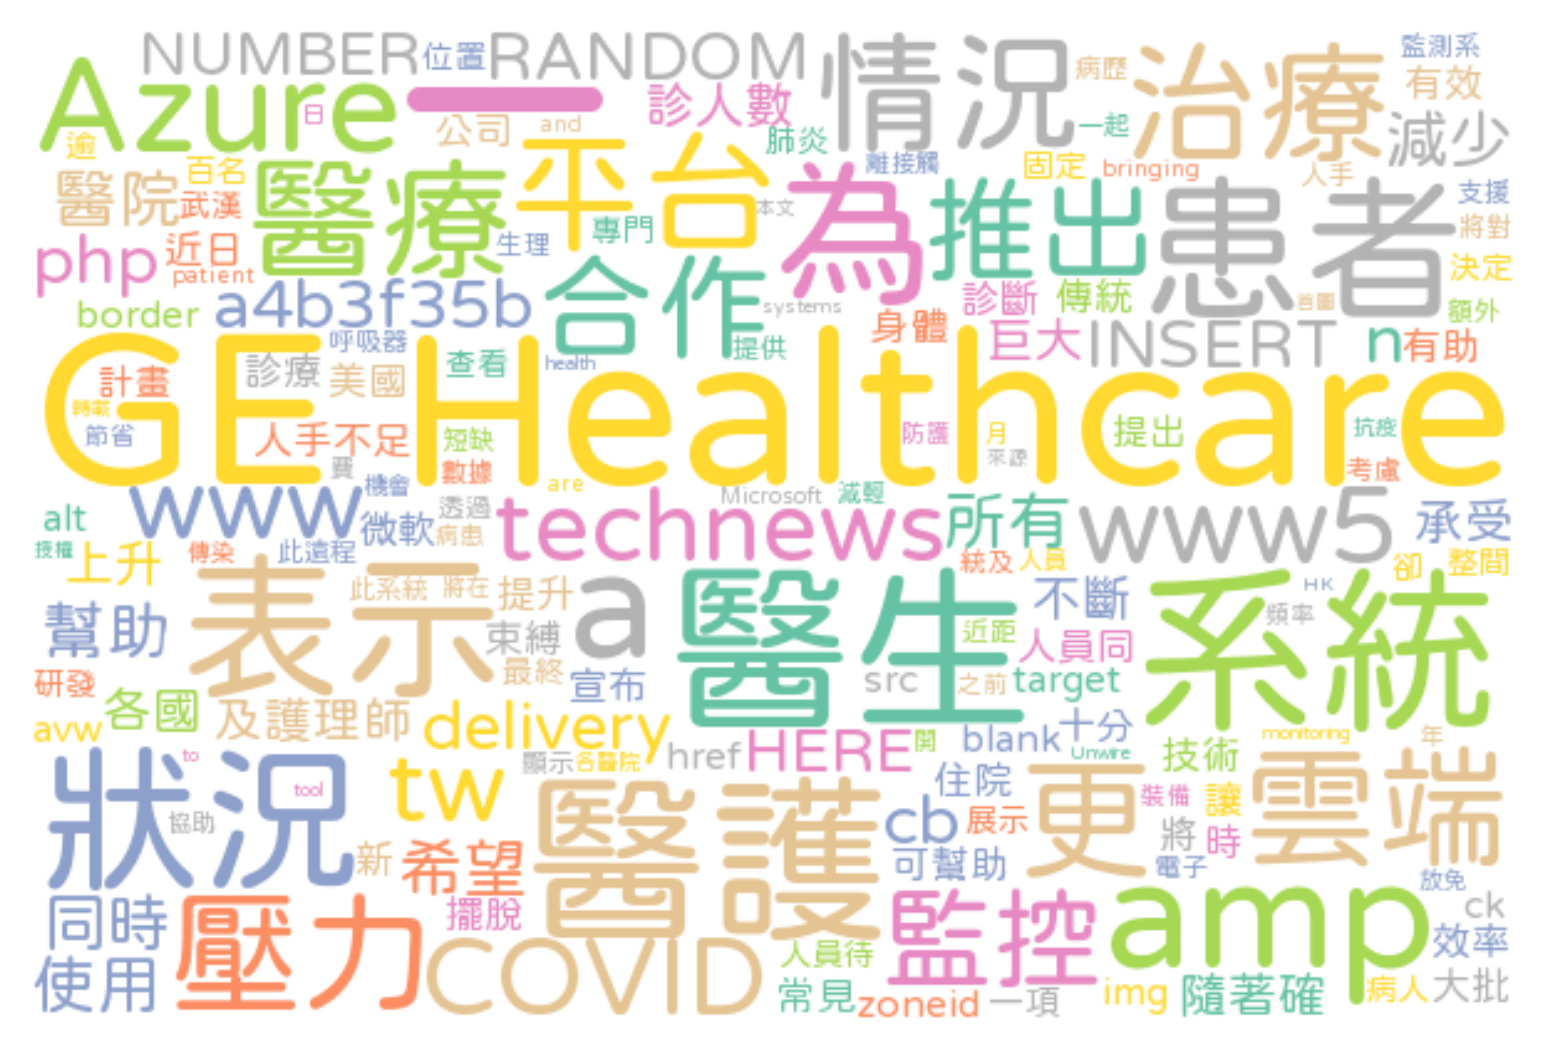 NUMBER 位置 RANDOM 情況 病歷 治療 監測系
Azure 日 一 診人數 肺炎 一起 有效
逾 公司 and 平台 離接觸 固定 bringing 人手 減少
醫院 百名 武漢 醫療 專門 本文 為 推出 患者 支援
php 近日 patient 生理 合作 systems 診斷 傳統 將對 決定
border a4b3f35b 提供 身體 巨大 INSERT 首圖 額外 n 有助
GE Healthcare
計畫 轉載 節省 診療 呼吸器 美國 查看 health
人手不足 短缺 防護 月 來源 提出 抗疫
費 機會 數據 are Microsoft 減輕 考慮
alt www 微軟 透過 病患 technews 所有 www5 承受
授權 上升 傳染 此遠程 統及 人員 卻 整間
幫助 表示 此系統 將在 提升 束縛 a 醫生 不斷 系統 HK 頻率
研發 最終 宣布 近距 人員同
avw 各國 及護理師 delivery src 之前 target
狀況 to tool 協助 tw 顯示 各醫院 href HERE 開 blank 十分 Unwire 技術 monitoring 年
新 希望 醫護 cb 住院 展示 可幫助 更 裝備 將 讓 時 電子 雲端
同時 壓力 擺脫 監控 amp 放免 ck
使用 COVID 人員待 效率
常見 zoneid 一項 img 隨著確 病人 大批